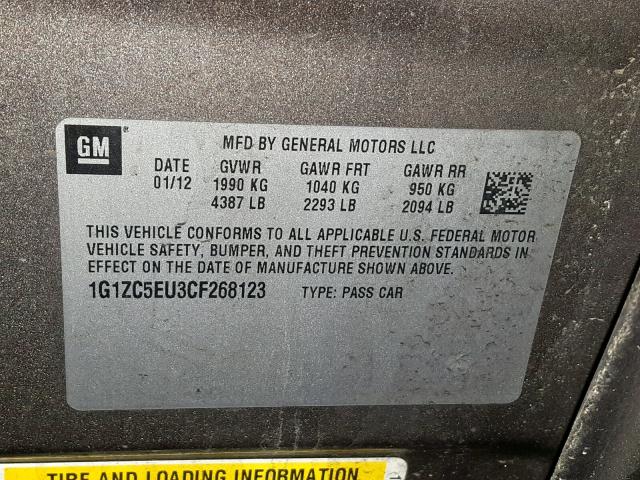 GM®
MFD BY GENERAL MOTORS LLC
DATE GVWR GAWR FRT GAWR RR
01/12 1990 KG 1040 KG 950 KG
4387 LB 2293 LB 2094 LB
THIS VEHICLE CONFORMS TO ALL APPLICABLE U.S. FEDERAL MOTOR
VEHICLE SAFETY, BUMPER, AND THEFT PREVENTION STANDARDS IN
EFFECT ON THE DATE OF MANUFACTURE SHOWN ABOVE.
1G1ZC5EU3CF268123 TYPE: PASS CAR
TIRE AND LOADING INFORMATION